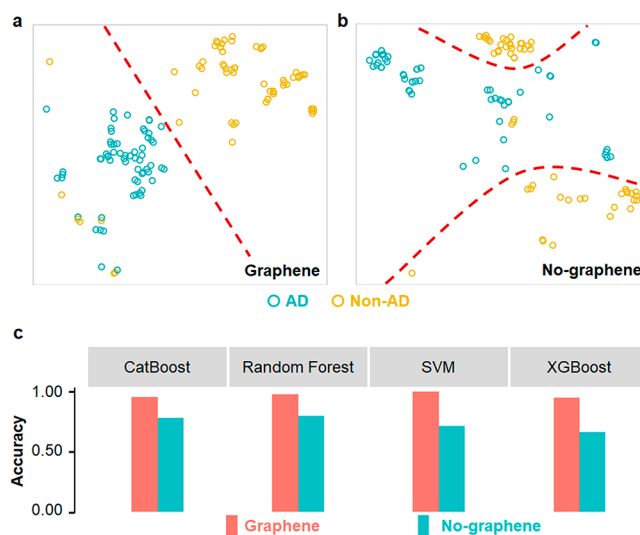 a
b
Graphene
No-graphene
AD Non-AD
c
CatBoost Random Forest SVM XGBoost
1.00
0.50
0.00
Accuracy
Graphene No-graphene